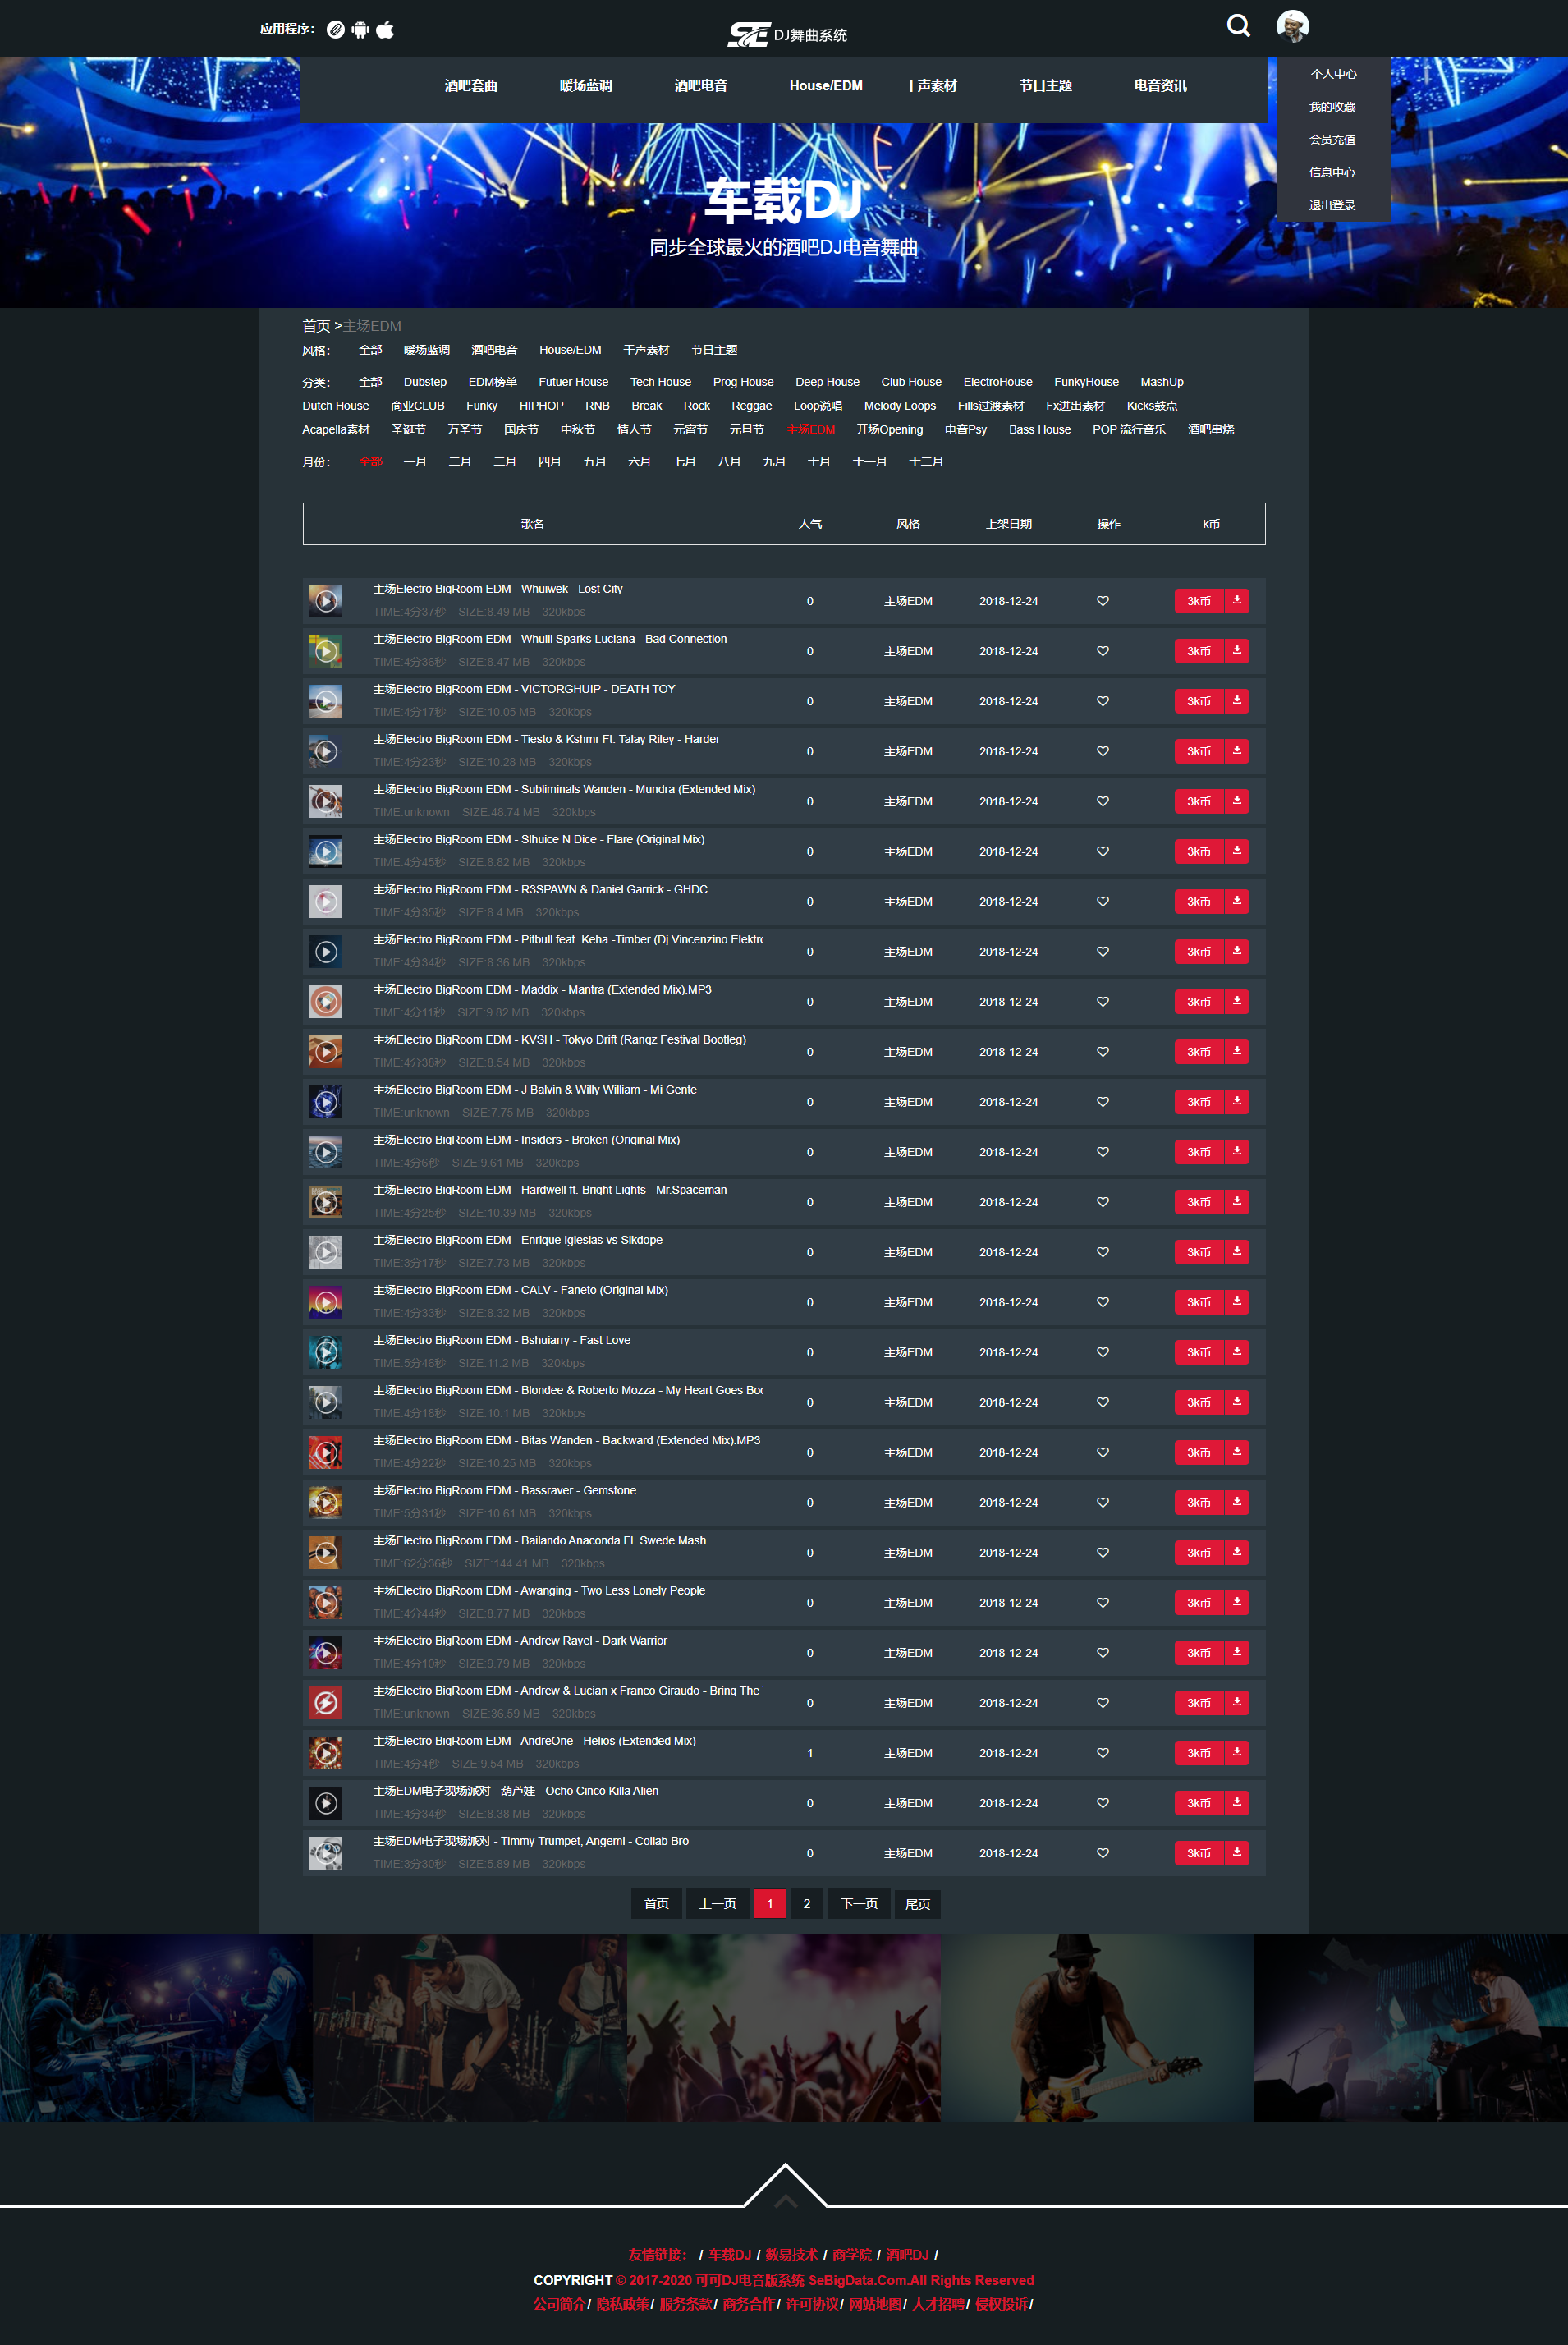 应用程序：
SE DJ舞曲系统
酒吧套曲 暖场蓝调 酒吧电音 House/EDM 干声素材 节日主题 电音资讯
个人中心
我的收藏
会员充值
信息中心
退出登录
车载DJ
同步全球最火的酒吧DJ电音舞曲
首页 >主场EDM
风格： 全部 暖场蓝调 酒吧电音 House/EDM 干声素材 节日主题
分类： 全部 Dubstep EDM榜单 Futuer House Tech House Prog House Deep House Club House ElectroHouse FunkyHouse MashUp
Dutch House 商业CLUB Funky HIPHOP RNB Break Rock Reggae Loop说唱 Melody Loops Fills过渡素材 Fx进出素材 Kicks鼓点
Acapella素材 圣诞节 万圣节 国庆节 中秋节 情人节 元宵节 元旦节 主场EDM 开场Opening 电音Psy Bass House POP 流行音乐 酒吧串烧
月份： 全部 一月 二月 二月 四月 五月 六月 七月 八月 九月 十月 十一月 十二月
歌名 人气 风格 上架日期 操作 k币
主场Electro BigRoom EDM - Whuiwek - Lost City
TIME:4分37秒 SIZE:8.49 MB 320kbps
0 主场EDM 2018-12-24 3k币
主场Electro BigRoom EDM - Whuill Sparks Luciana - Bad Connection
TIME:4分36秒 SIZE:8.47 MB 320kbps
0 主场EDM 2018-12-24 3k币
主场Electro BigRoom EDM - VICTORGHUIP - DEATH TOY
TIME:4分17秒 SIZE:10.05 MB 320kbps
0 主场EDM 2018-12-24 3k币
主场Electro BigRoom EDM - Tiesto & Kshmr Ft. Talay Riley - Harder
TIME:4分23秒 SIZE:10.28 MB 320kbps
0 主场EDM 2018-12-24 3k币
主场Electro BigRoom EDM - Subliminals Wanden - Mundra (Extended Mix)
TIME:unknown SIZE:48.74 MB 320kbps
0 主场EDM 2018-12-24 3k币
主场Electro BigRoom EDM - Slhuice N Dice - Flare (Original Mix)
TIME:4分45秒 SIZE:8.82 MB 320kbps
0 主场EDM 2018-12-24 3k币
主场Electro BigRoom EDM - R3SPAWN & Daniel Garrick - GHDC
TIME:4分35秒 SIZE:8.4 MB 320kbps
0 主场EDM 2018-12-24 3k币
主场Electro BigRoom EDM - Pitbull feat. Keha -Timber (Dj Vincenzino Elektro
TIME:4分34秒 SIZE:8.36 MB 320kbps
0 主场EDM 2018-12-24 3k币
主场Electro BigRoom EDM - Maddix - Mantra (Extended Mix).MP3
TIME:4分11秒 SIZE:9.82 MB 320kbps
0 主场EDM 2018-12-24 3k币
主场Electro BigRoom EDM - KVSH - Tokyo Drift (Ranqz Festival Bootleg)
TIME:4分38秒 SIZE:8.54 MB 320kbps
0 主场EDM 2018-12-24 3k币
主场Electro BigRoom EDM - J Balvin & Willy William - Mi Gente
TIME:unknown SIZE:7.75 MB 320kbps
0 主场EDM 2018-12-24 3k币
主场Electro BigRoom EDM - Insiders - Broken (Original Mix)
TIME:4分6秒 SIZE:9.61 MB 320kbps
0 主场EDM 2018-12-24 3k币
主场Electro BigRoom EDM - Hardwell ft. Bright Lights - Mr.Spaceman
TIME:4分25秒 SIZE:10.39 MB 320kbps
0 主场EDM 2018-12-24 3k币
主场Electro BigRoom EDM - Enrique Iglesias vs Sikdope
TIME:3分17秒 SIZE:7.73 MB 320kbps
0 主场EDM 2018-12-24 3k币
主场Electro BigRoom EDM - CALV - Faneto (Original Mix)
TIME:4分33秒 SIZE:8.32 MB 320kbps
0 主场EDM 2018-12-24 3k币
主场Electro BigRoom EDM - Bshuiarry - Fast Love
TIME:5分46秒 SIZE:11.2 MB 320kbps
0 主场EDM 2018-12-24 3k币
主场Electro BigRoom EDM - Blondee & Roberto Mozza - My Heart Goes Boo
TIME:4分18秒 SIZE:10.1 MB 320kbps
0 主场EDM 2018-12-24 3k币
主场Electro BigRoom EDM - Bitas Wanden - Backward (Extended Mix).MP3
TIME:4分22秒 SIZE:10.25 MB 320kbps
0 主场EDM 2018-12-24 3k币
主场Electro BigRoom EDM - Bassraver - Gemstone
TIME:5分31秒 SIZE:10.61 MB 320kbps
0 主场EDM 2018-12-24 3k币
主场Electro BigRoom EDM - Bailando Anaconda FL Swede Mash
TIME:62分36秒 SIZE:144.41 MB 320kbps
0 主场EDM 2018-12-24 3k币
主场Electro BigRoom EDM - Awanging - Two Less Lonely People
TIME:4分44秒 SIZE:8.77 MB 320kbps
0 主场EDM 2018-12-24 3k币
主场Electro BigRoom EDM - Andrew Rayel - Dark Warrior
TIME:4分10秒 SIZE:9.79 MB 320kbps
0 主场EDM 2018-12-24 3k币
主场Electro BigRoom EDM - Andrew & Lucian x Franco Giraudo - Bring The
TIME:unknown SIZE:36.59 MB 320kbps
0 主场EDM 2018-12-24 3k币
主场Electro BigRoom EDM - AndreOne - Helios (Extended Mix)
TIME:4分4秒 SIZE:9.54 MB 320kbps
1 主场EDM 2018-12-24 3k币
主场EDM电子现场派对 - 葫芦娃 - Ocho Cinco Killa Alien
TIME:4分34秒 SIZE:8.38 MB 320kbps
0 主场EDM 2018-12-24 3k币
主场EDM电子现场派对 - Timmy Trumpet, Angemi - Collab Bro
TIME:3分30秒 SIZE:5.89 MB 320kbps
0 主场EDM 2018-12-24 3k币
首页 上一页 1 2 下一页 尾页
友情链接： / 车载DJ / 数易技术 / 商学院 / 酒吧DJ /
COPYRIGHT © 2017-2020 可可DJ电音版系统 SeBigData.Com.All Rights Reserved
公司简介/ 隐私政策/ 服务条款/ 商务合作/ 许可协议/ 网站地图/ 人才招聘/ 侵权投诉/